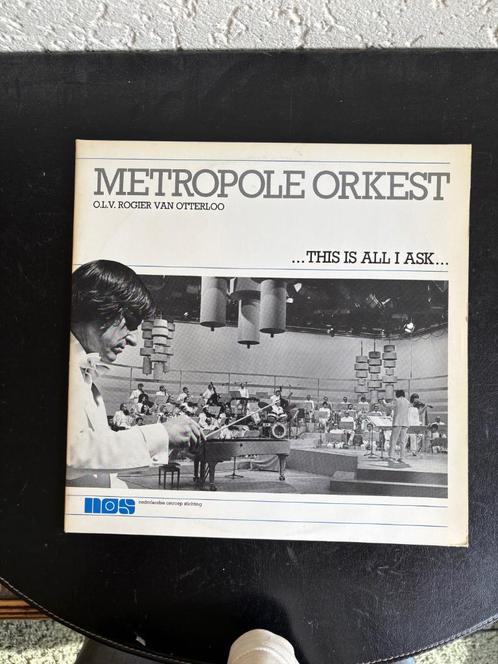 METROPOLE ORKEST
O.L.V. ROGIER VAN OTTERLOO
...THIS IS ALL I ASK...
nos nederlandse omroep stichting